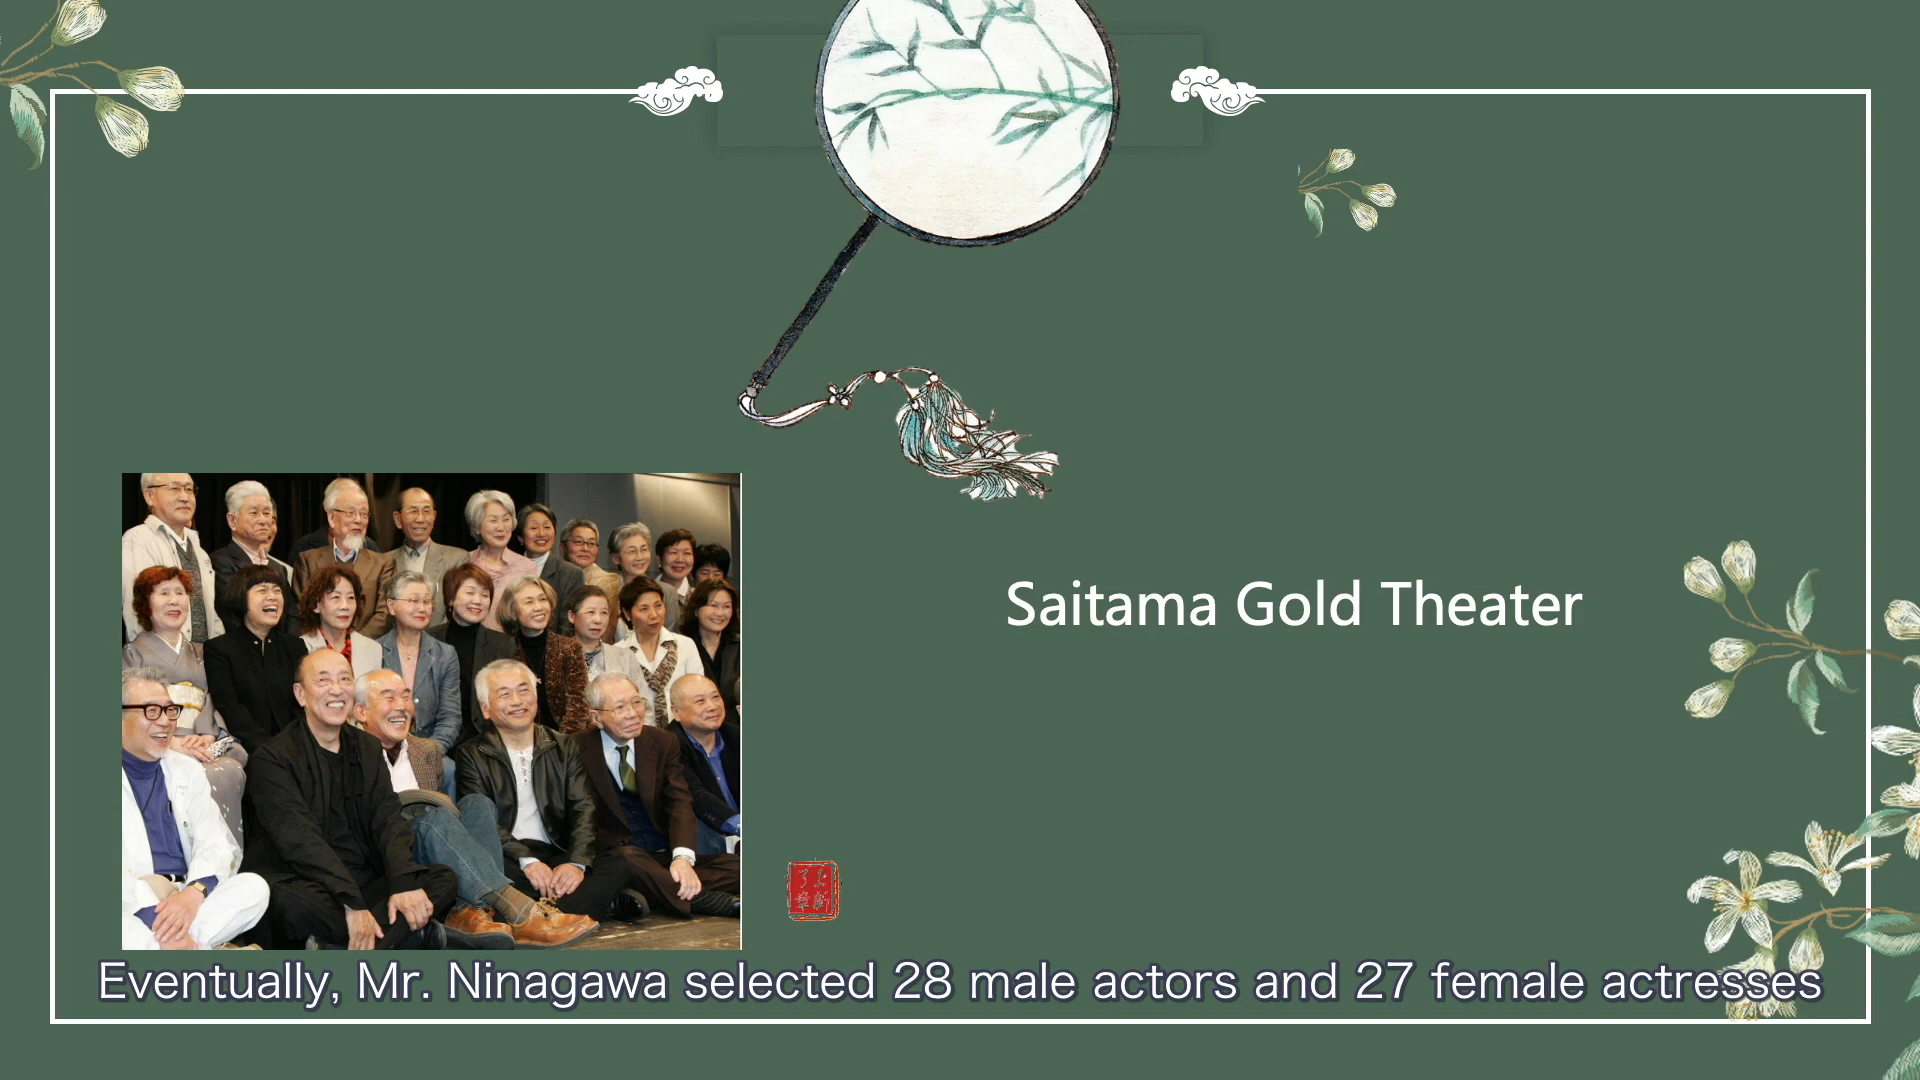 Saitama Gold Theater
Eventually, Mr. Ninagawa selected 28 male actors and 27 female actresses